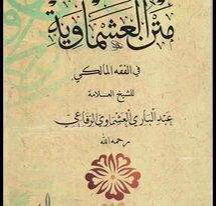 متن العشماوية
في الفقه المالكي
للشيخ العلامة
عبد الباري العشماوي الرفاعي
رحمه الله